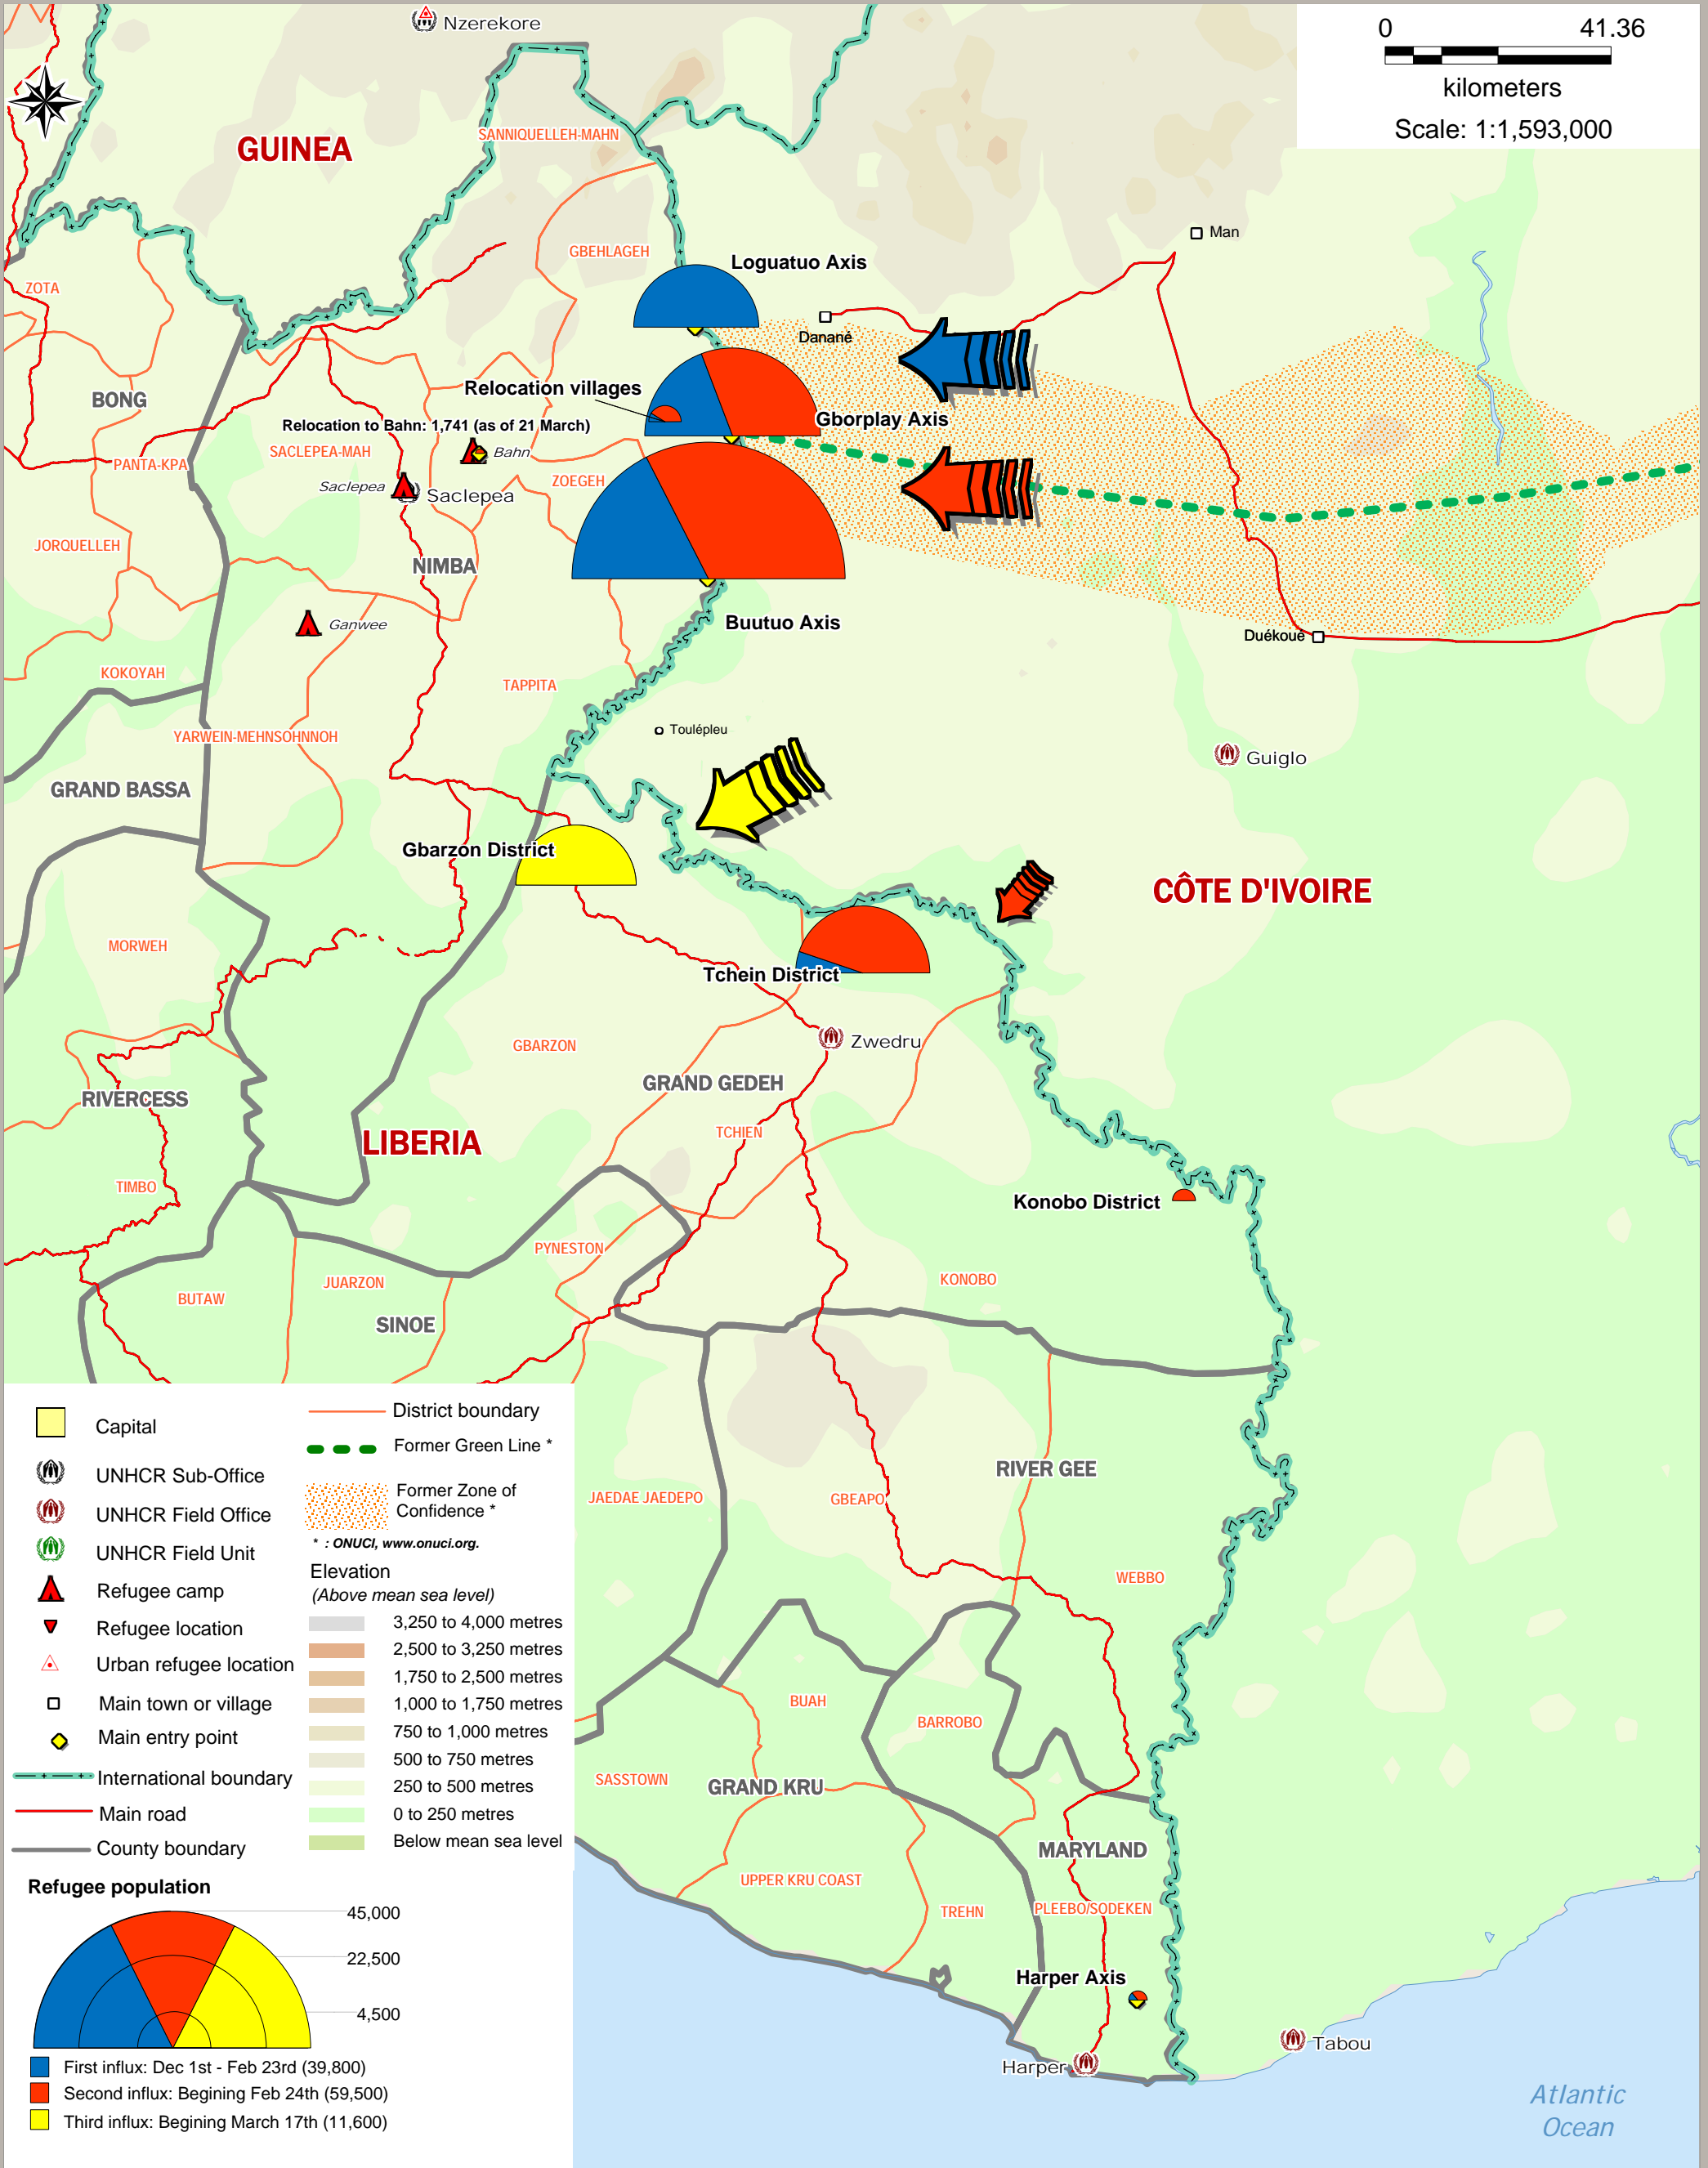 Nzerekore
0 41.36
kilometers
Scale: 1:1,593,000
GUINEA
SANNIQUELLEH-MAHN
Man
GBEHLAGEH
Loguatuo Axis
ZOTA
Danané
Relocation villages
BONG
Gborplay Axis
Relocation to Bahn: 1,741 (as of 21 March)
SACLEPEA-MAH
Bahn
PANTA-KPA
ZOEGEH
Saclepea
Saclepea
JORQUELLEH
NIMBA
Ganwee
Buutuo Axis
Duékoué
KOKOYAH
TAPPITA
YARWEIN-MEHNSOHNNOH
Toulépleu
Guiglo
GRAND BASSA
Gbarzon District
CÔTE D'IVOIRE
MORWEH
Tchein District
GBARZON
Zwedru
GRAND GEDEH
RIVERCESS
TCHIEN
LIBERIA
TIMBO
Konobo District
PYNESTON
KONOBO
JUARZON
BUTAW
SINOE
RIVER GEE
JAEDAE JAEDEPO
GBEAPO
WEBBO
BUAH
BARROBO
SASSTOWN
GRAND KRU
MARYLAND
UPPER KRU COAST
TREHN
PLEEBO/SODEKEN
Harper Axis
Harper
Tabou
Atlantic
Ocean
Capital
UNHCR Sub-Office
UNHCR Field Office
UNHCR Field Unit
Refugee camp
Refugee location
Urban refugee location
Main town or village
Main entry point
International boundary
Main road
County boundary
District boundary
Former Green Line *
Former Zone of
Confidence *
* : ONUCI, www.onuci.org.
Elevation
(Above mean sea level)
3,250 to 4,000 metres
2,500 to 3,250 metres
1,750 to 2,500 metres
1,000 to 1,750 metres
750 to 1,000 metres
500 to 750 metres
250 to 500 metres
0 to 250 metres
Below mean sea level
Refugee population
45,000
22,500
4,500
First influx: Dec 1st - Feb 23rd (39,800)
Second influx: Begining Feb 24th (59,500)
Third influx: Begining March 17th (11,600)